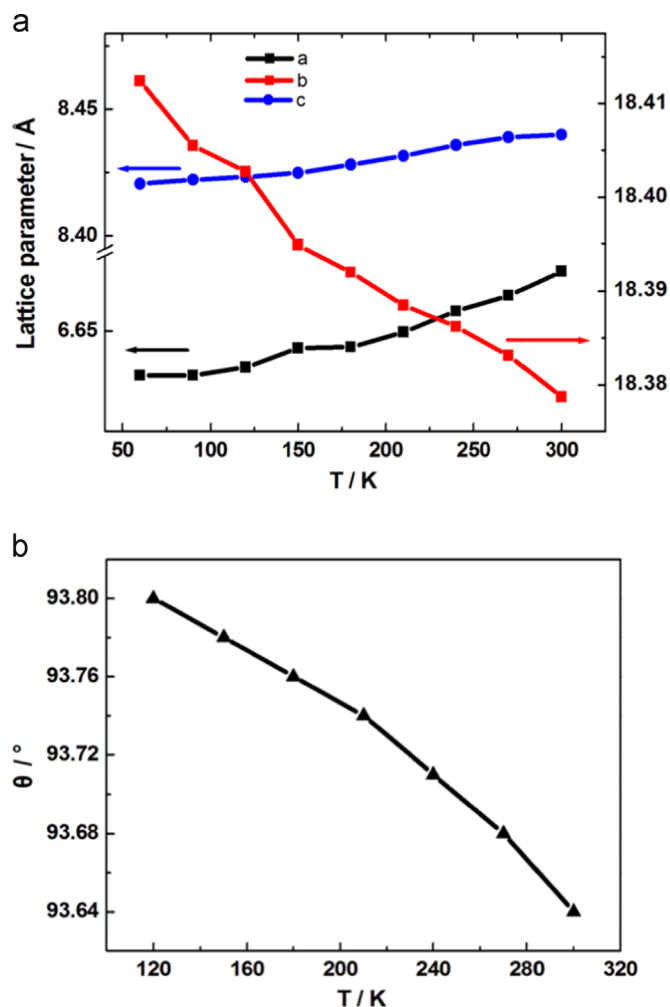 a
a
b
c
8.45
8.40
6.65
18.41
18.40
18.39
18.38
Lattice parameter / Å
50 100 150 200 250 300
T / K
b
93.80
93.76
93.72
93.68
93.64
θ / °
120 160 200 240 280 320
T / K